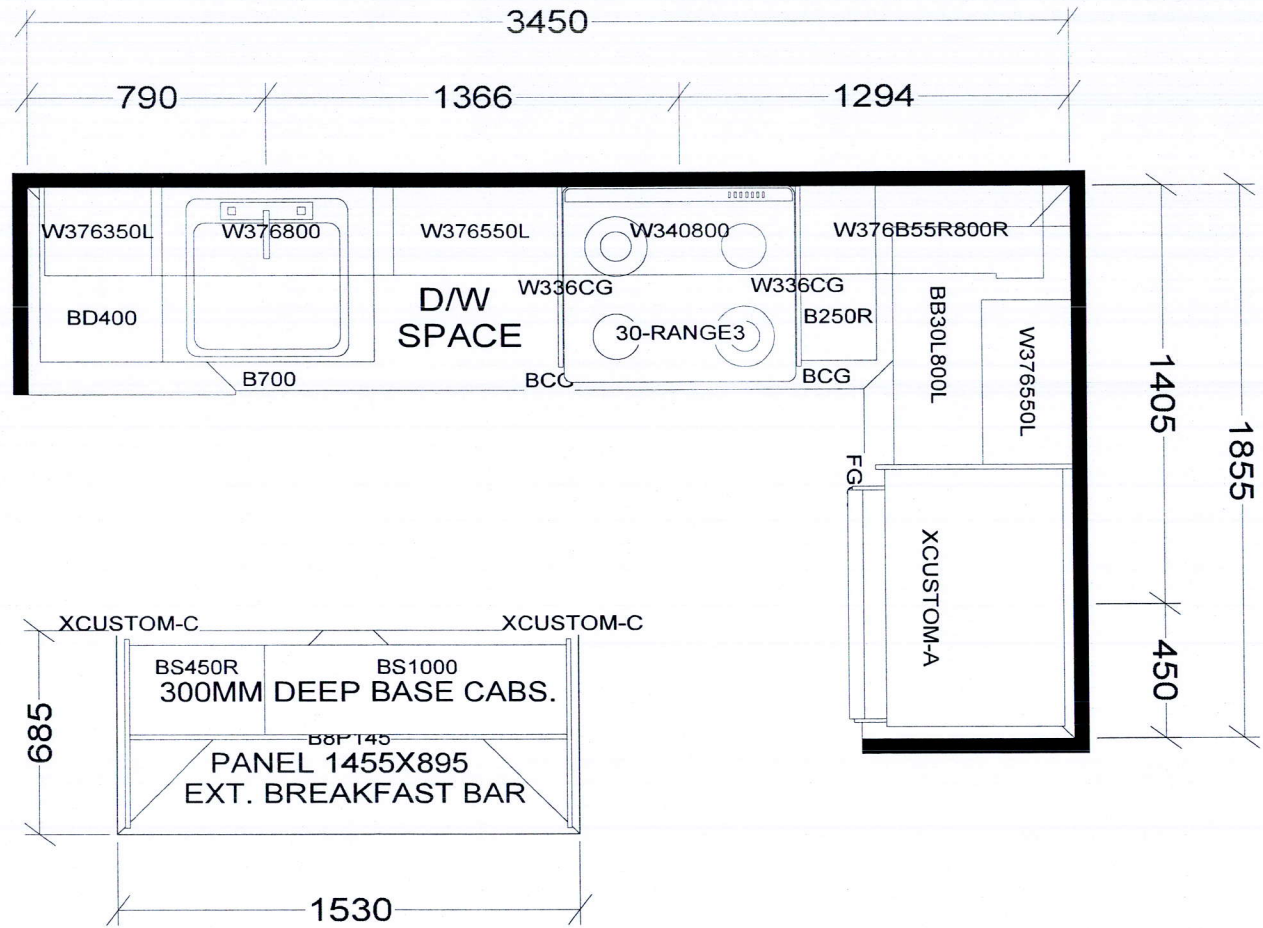 3450
790
1366
1294
W376350L
W376800
W376550L
W340800
W376B55R800R
W336CG
W336CG
D/W
SPACE
BD400
30-RANGE3
B250R
BB30L800L
W376550L
B700
BCG
BCG
1405
1855
FG
XCUSTOM-A
450
XCUSTOM-C
XCUSTOM-C
BS450R
BS1000
300MM DEEP BASE CABS.
685
B8P145
PANEL 1455X895
EXT. BREAKFAST BAR
1530